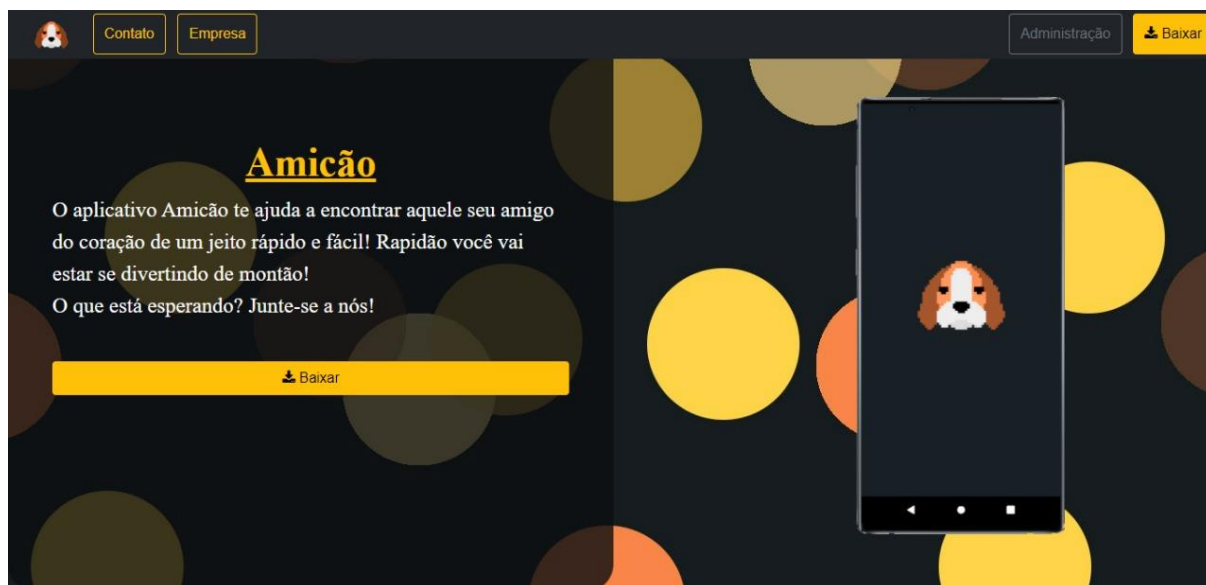 Contato
Empresa
Administração
Baixar
Amicão
O aplicativo Amicão te ajuda a encontrar aquele seu amigo
do coração de um jeito rápido e fácil! Rapidão você vai
estar se divertindo de montão!
O que está esperando? Junte-se a nós!
Baixar